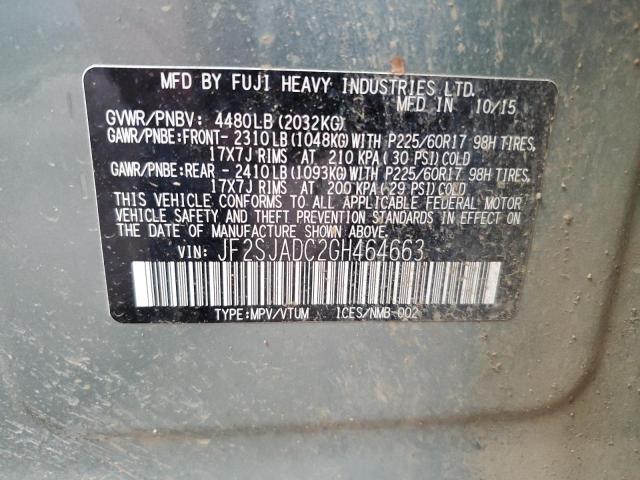 MFD BY FUJI HEAVY INDUSTRIES LTD.
MFD IN 10/15
GVWR/PNBV: 4480LB(2032KG)
GAWR/PNBE:FRONT- 2310LB(1048KG)WITH P225/60R17 98H TIRES,
17X7J RIMS AT 210 KPA(30 PSI)COLD
GAWR/PNBE:REAR - 2410LB(1093KG)WITH P225/60R17 98H TIRES,
17X7J RIMS AT 200 KPA(29 PSI)COLD
THIS VEHICLE CONFORMS TO ALL APPLICABLE FEDERAL MOTOR
VEHICLE SAFETY AND THEFT PREVENTION STANDARDS IN EFFECT ON
THE DATE OF MANUFACTURE SHOWN ABOVE.
VIN: JF2SJADC2GH464663
TYPE:MPV/VTUM ICES/NMB-002